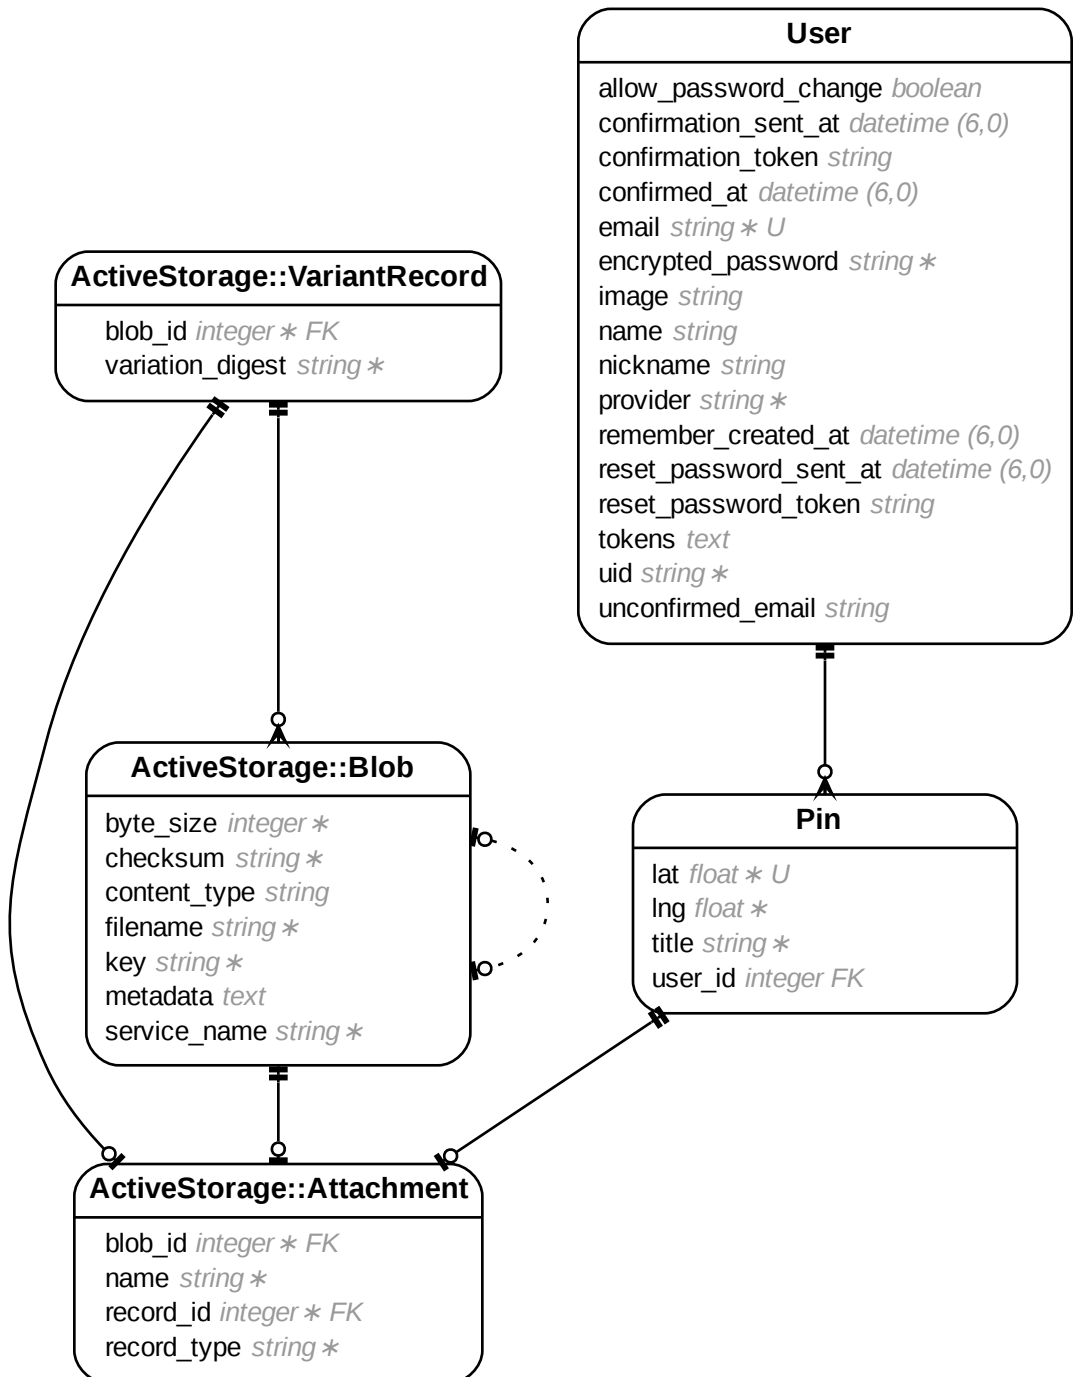 User
allow_password_change boolean
confirmation_sent_at datetime (6,0)
confirmation_token string
confirmed_at datetime (6,0)
email string ∗ U
encrypted_password string ∗
image string
name string
nickname string
provider string ∗
remember_created_at datetime (6,0)
reset_password_sent_at datetime (6,0)
reset_password_token string
tokens text
uid string ∗
unconfirmed_email string
ActiveStorage::VariantRecord
blob_id integer ∗ FK
variation_digest string ∗
ActiveStorage::Blob
byte_size integer ∗
checksum string ∗
content_type string
filename string ∗
key string ∗
metadata text
service_name string ∗
Pin
lat float ∗ U
lng float ∗
title string ∗
user_id integer FK
ActiveStorage::Attachment
blob_id integer ∗ FK
name string ∗
record_id integer ∗ FK
record_type string ∗